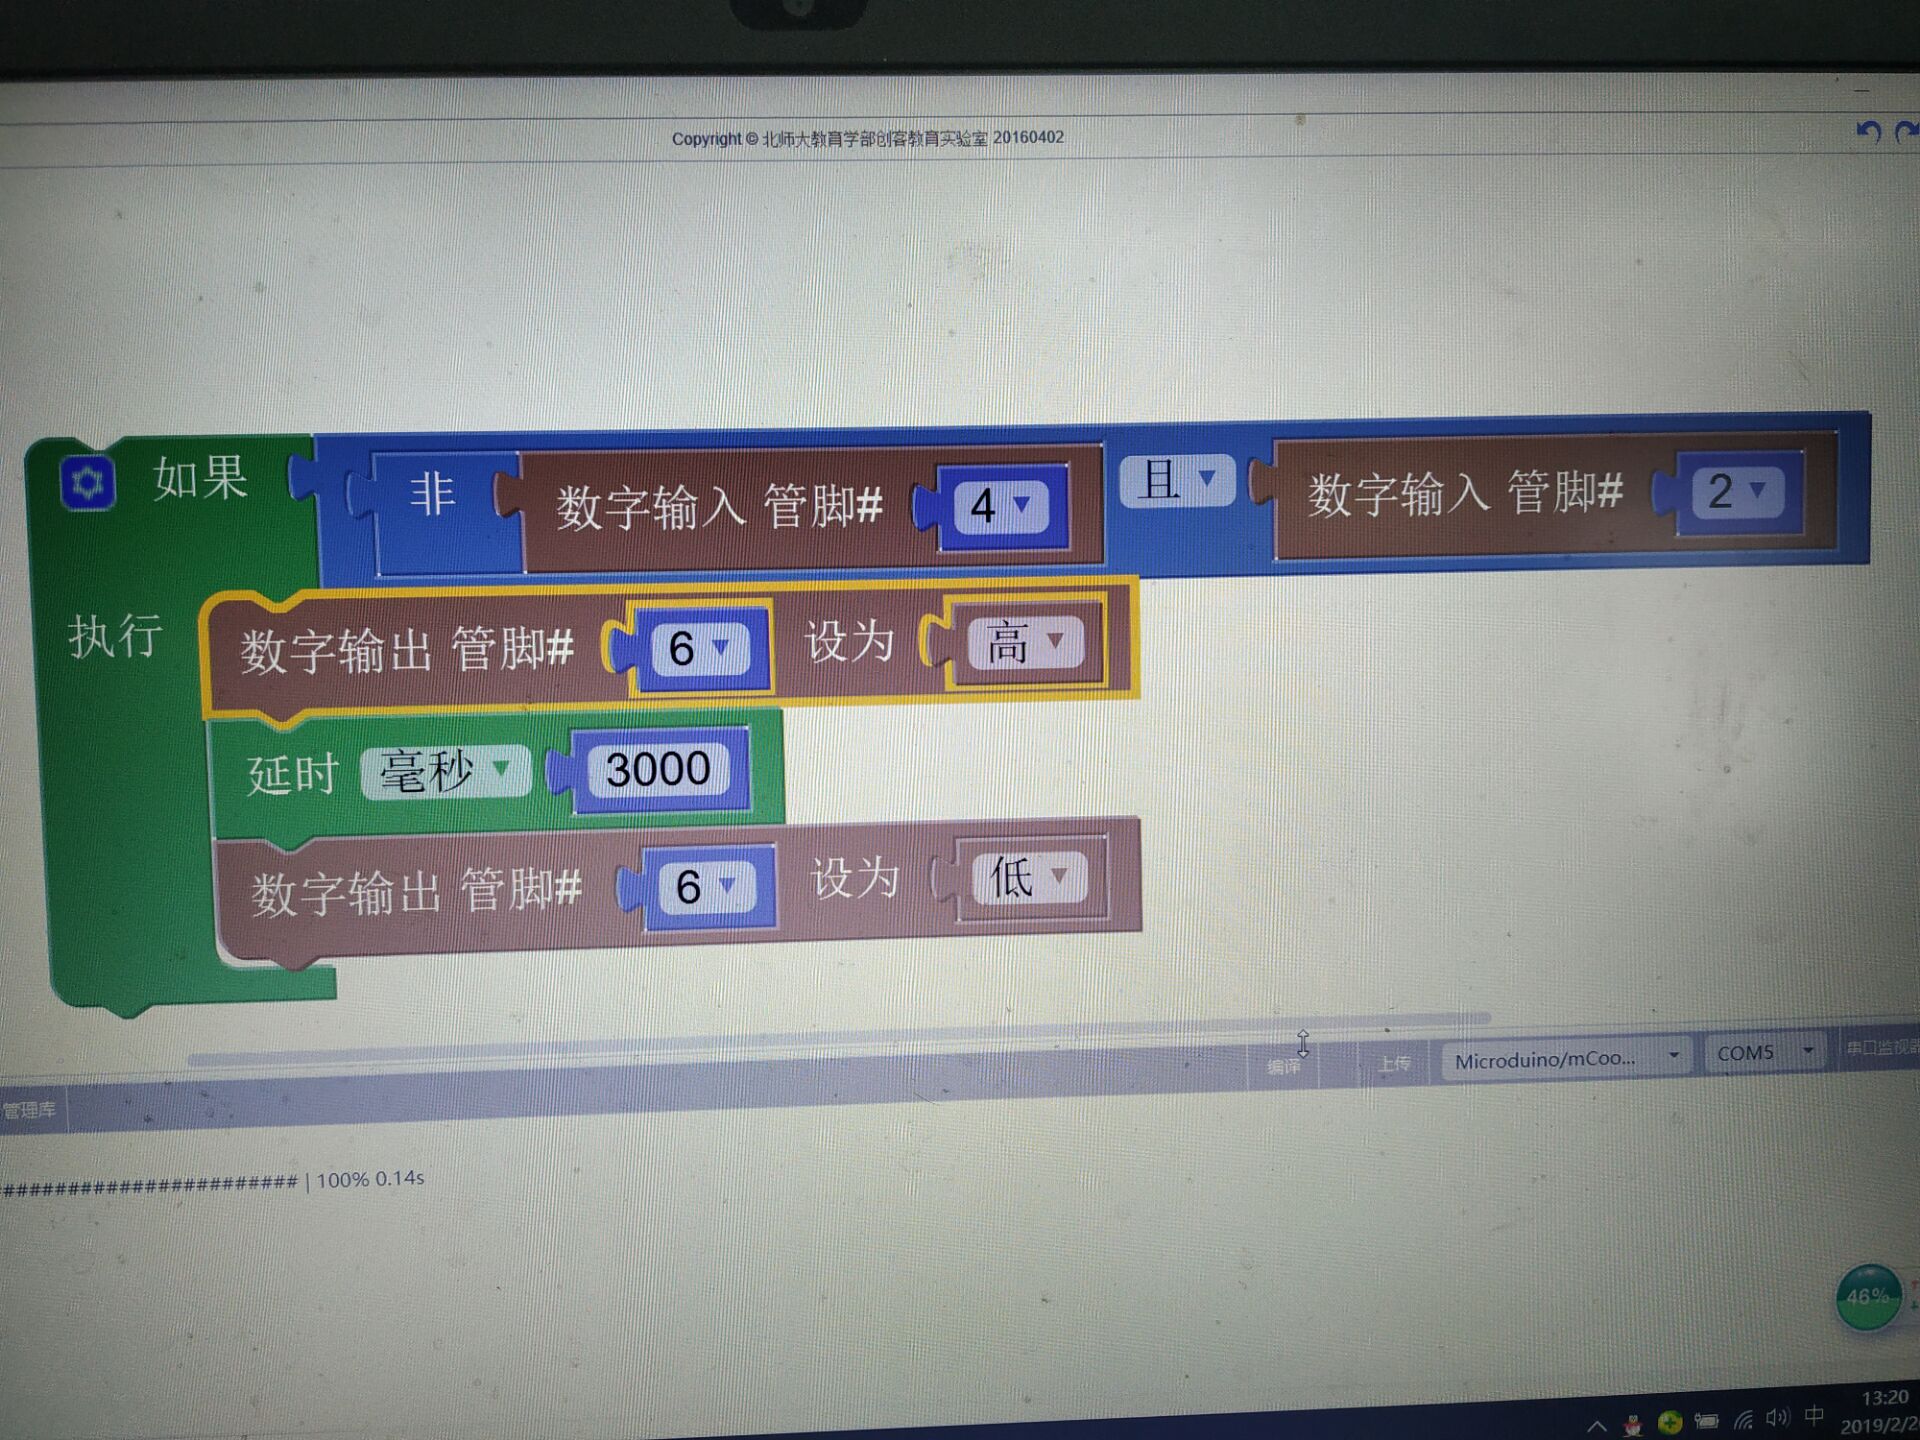 Copyright © 北师大教育学部创客教育实验室 20160402
如果 非 数字输入 管脚# 4 且 数字输入 管脚# 2
执行 数字输出 管脚# 6 设为 高
延时 毫秒 3000
数字输出 管脚# 6 设为 低
管理库 编译 上传 Microduino/mCoo... COM5 串口监视器
####################### | 100% 0.14s
46%
中 13:20
2019/2/2